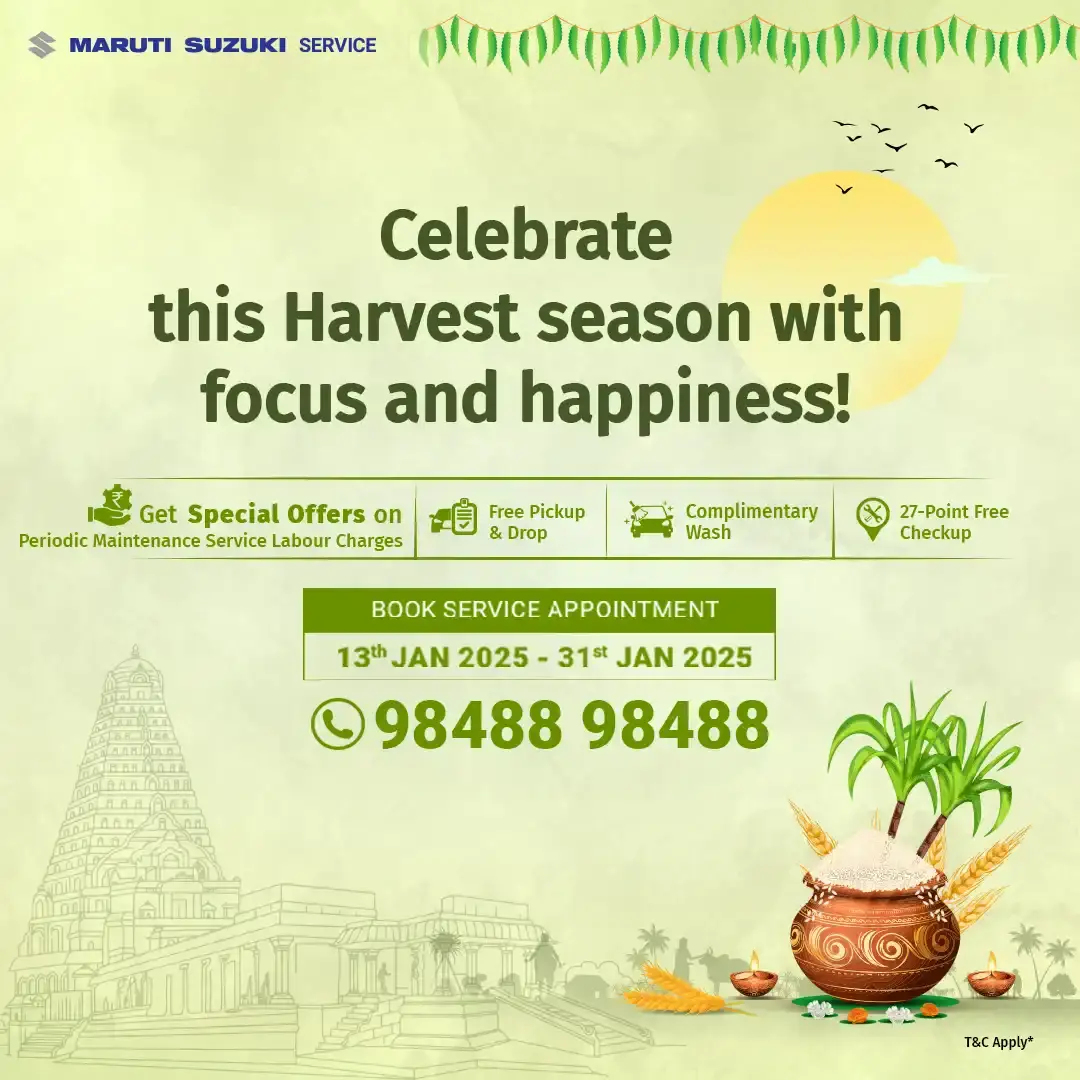 MARUTI SUZUKI SERVICE
Celebrate
this Harvest season with
focus and happiness!
₹
Get Special Offers on
Periodic Maintenance Service Labour Charges
Free Pickup
& Drop
Complimentary
Wash
27-Point Free
Checkup
BOOK SERVICE APPOINTMENT
13th JAN 2025 - 31st JAN 2025
98488 98488
T&C Apply*